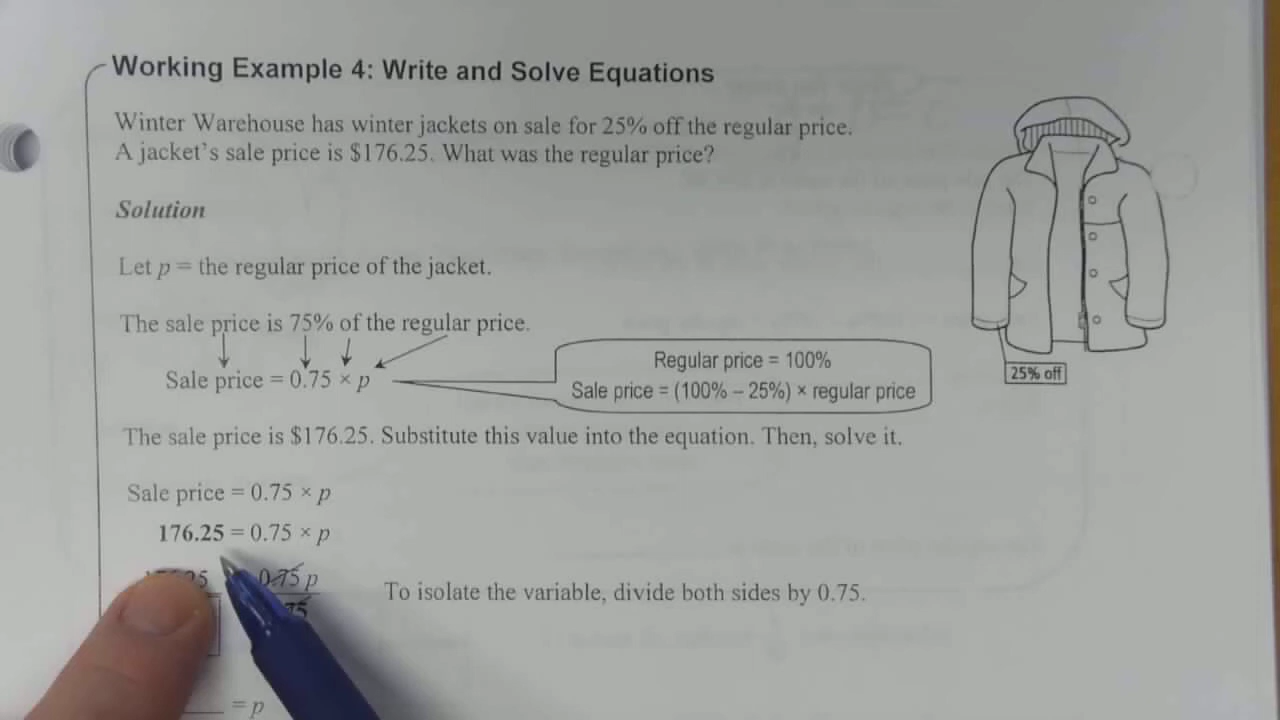 Working Example 4: Write and Solve Equations
Winter Warehouse has winter jackets on sale for 25% off the regular price.
A jacket's sale price is $176.25. What was the regular price?
Solution
Let p = the regular price of the jacket.
The sale price is 75% of the regular price.
Sale price = 0.75 × p
Regular price = 100%
Sale price = (100% – 25%) × regular price
25% off
The sale price is $176.25. Substitute this value into the equation. Then, solve it.
Sale price = 0.75 × p
176.25 = 0.75 × p
0.75 p
To isolate the variable, divide both sides by 0.75.
= p